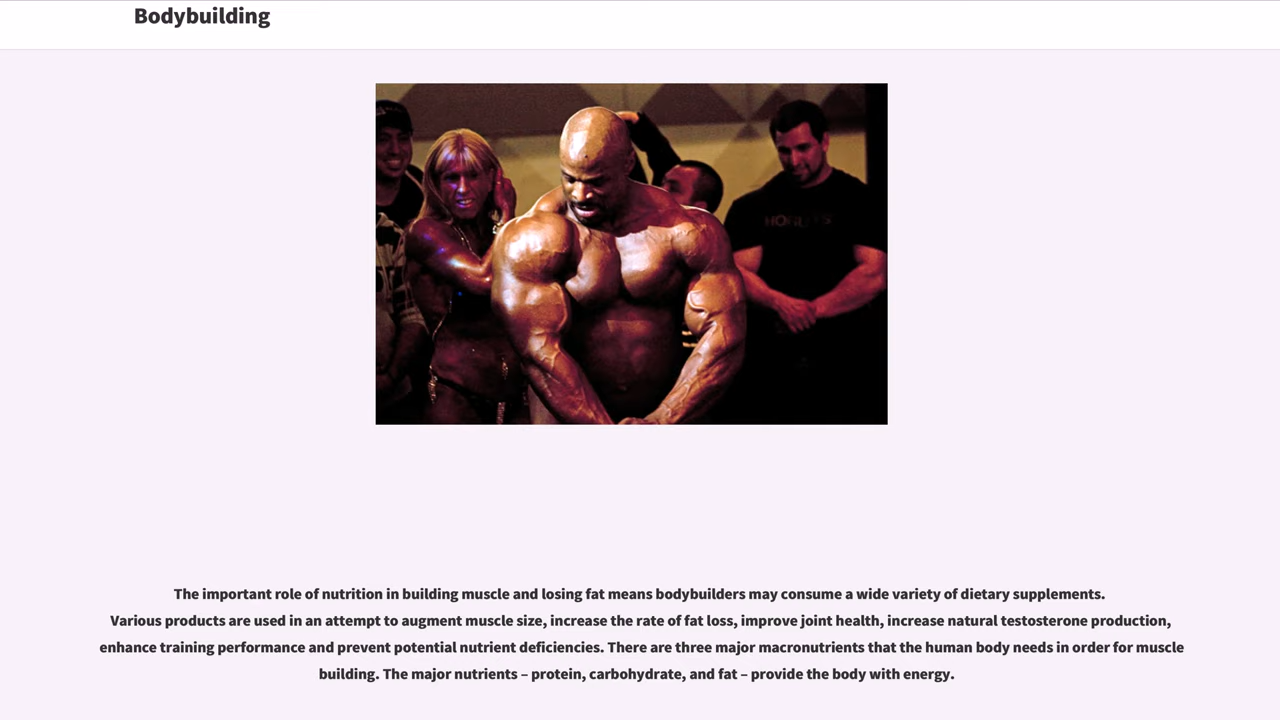 Bodybuilding
The important role of nutrition in building muscle and losing fat means bodybuilders may consume a wide variety of dietary supplements.
Various products are used in an attempt to augment muscle size, increase the rate of fat loss, improve joint health, increase natural testosterone production,
enhance training performance and prevent potential nutrient deficiencies. There are three major macronutrients that the human body needs in order for muscle
building. The major nutrients – protein, carbohydrate, and fat – provide the body with energy.